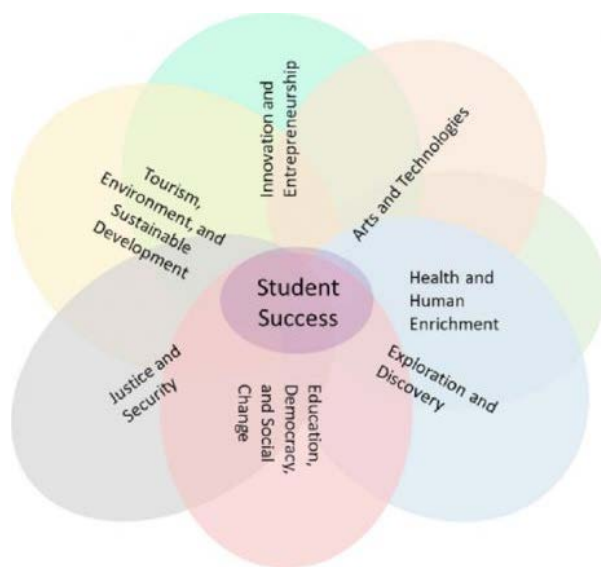 Innovation and
Entrepreneurship
Arts and Technologies
Tourism,
Environment, and
Sustainable
Development
Student
Success
Health and
Human
Enrichment
Exploration and
Discovery
Justice and
Security
Education,
Democracy,
and Social
Change